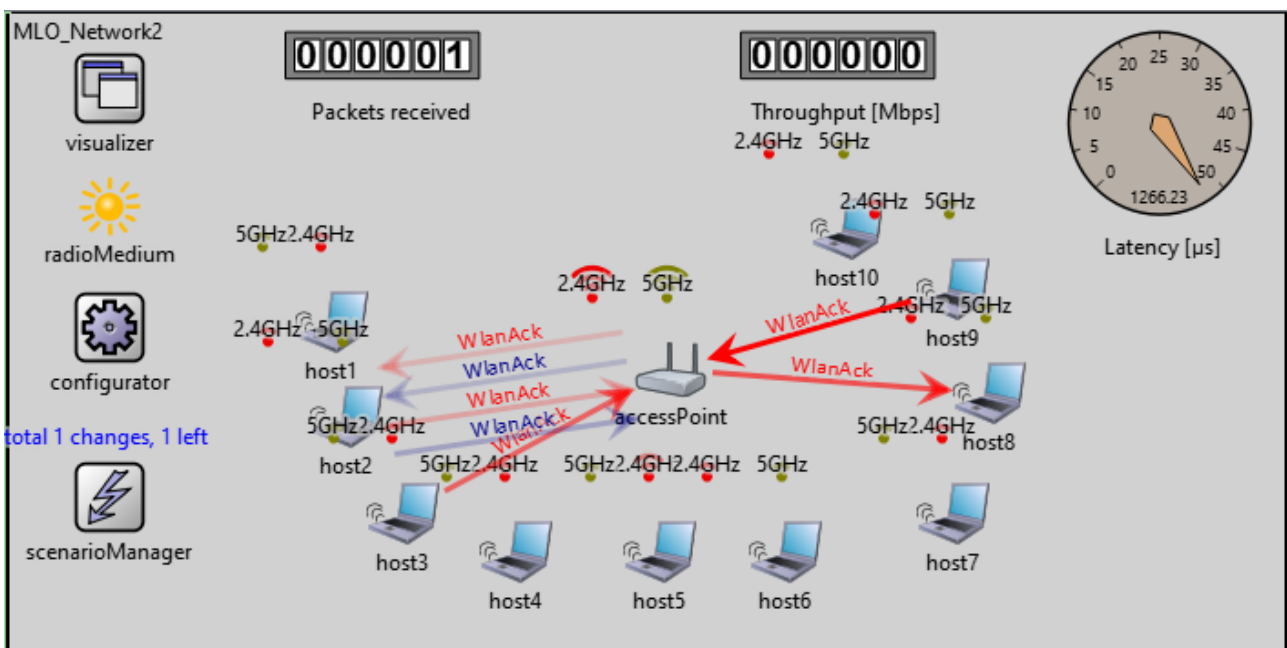 MLO_Network2
visualizer
radioMedium
configurator
total 1 changes, 1 left
scenarioManager
000001
Packets received
000000
Throughput [Mbps]
0
5
10
15
20
25
30
35
40
45
50
1266.23
Latency [µs]
2.4GHz 5GHz
2.4GHz 5GHz
host10
2.4GHz 5GHz
host9
5GHz 2.4GHz
2.4GHz 5GHz
host1
2.4GHz 5GHz
accessPoint
WlanAck
WlanAck
WlanAck
WlanAck
WlanAck
WlanAck
WlanAck
host8
5GHz 2.4GHz
host2
5GHz 2.4GHz
5GHz 2.4GHz
5GHz 2.4GH 2.4GHz 5GHz
host3
host4
host5
host6
host7